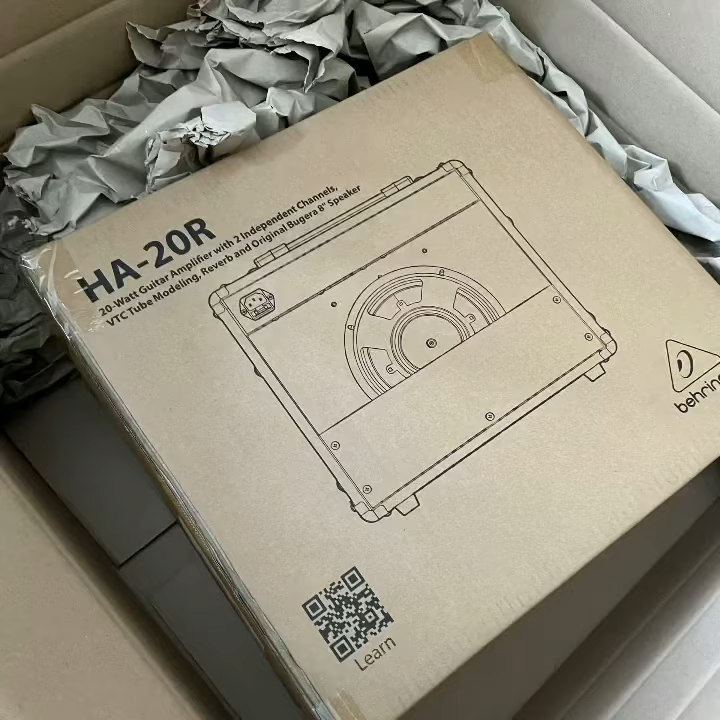 HA-20R
20-Watt Guitar Amplifier with 2 Independent Channels,
VTC Tube Modeling, Reverb and Original Bugera 8" Speaker
behrin
Learn